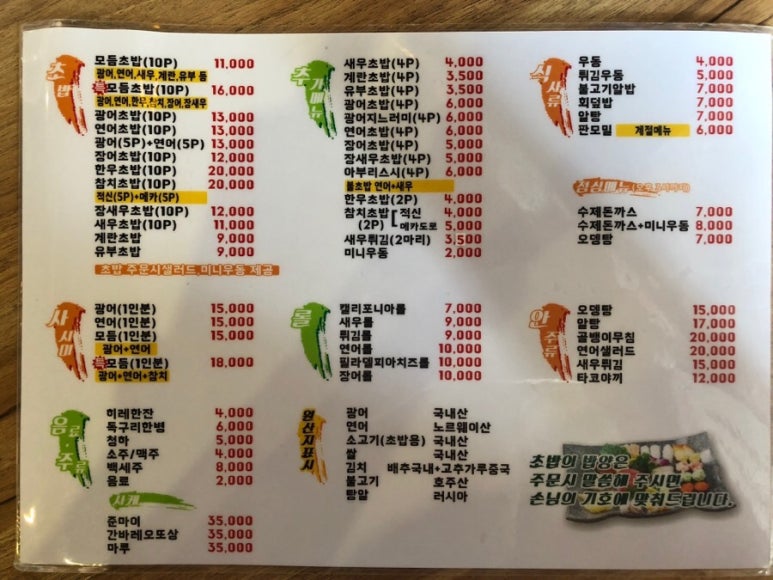 초밥
모둠초밥(10P) 11,000
광어,연어,새우,계란,유부 등
특모듬초밥(10P) 16,000
광어,연어,한우,참치,장어,장새우
광어초밥(10P) 13,000
연어초밥(10P) 13,000
광어(5P)+연어(5P) 13,000
장어초밥(10P) 12,000
한우초밥(10P) 20,000
참치초밥(10P) 20,000
적신(5P)+메카(5P)
장새우초밥(10P) 12,000
새우초밥(10P) 11,000
계란초밥 9,000
유부초밥 9,000
초밥 주문시샐러드,미니우동 제공
추가메뉴
새우초밥(4P) 4,000
계란초밥(4P) 3,500
유부초밥(4P) 3,500
광어초밥(4P) 6,000
광어지느러미(4P) 6,000
연어초밥(4P) 6,000
장어초밥(4P) 5,000
장새우초밥(4P) 5,000
아부리스시(4P) 6,000
불초밥 연어+새우
한우초밥(2P) 4,000
참치초밥(2P) 적신 4,000
메카도로 5,000
새우튀김(2마리) 3,500
미니우동 2,000
식사류
우동 4,000
튀김우동 5,000
불고기알밥 7,000
회덮밥 7,000
알탕 7,000
판모밀 계절메뉴 6,000
점심메뉴
수제돈까스 7,000
수제돈까스+미니우동 8,000
오뎅탕 7,000
사시미
광어(1인분) 15,000
연어(1인분) 15,000
모듬(1인분) 15,000
광어+연어
특모듬(1인분) 18,000
광어+연어+참치
롤
캘리포니아롤 7,000
새우롤 9,000
튀김롤 9,000
연어롤 10,000
필라델피아치즈롤 10,000
장어롤 10,000
안주류
오뎅탕 15,000
알탕 17,000
골뱅이무침 20,000
연어샐러드 20,000
새우튀김 15,000
타코야끼 12,000
음료·주류
히레한잔 4,000
독구리한병 6,000
청하 5,000
소주/맥주 4,000
백세주 8,000
음료 2,000
사케
준마이 35,000
간바레오또상 35,000
마루 35,000
원산지표시
광어 국내산
연어 노르웨이산
소고기(초밥용) 국내산
쌀 국내산
김치 배추국내+고추가루중국
불고기 호주산
탕알 러시아
초밥의 밥양은
주문시 말씀해 주시면,
손님의 기호에 맞춰드립니다.